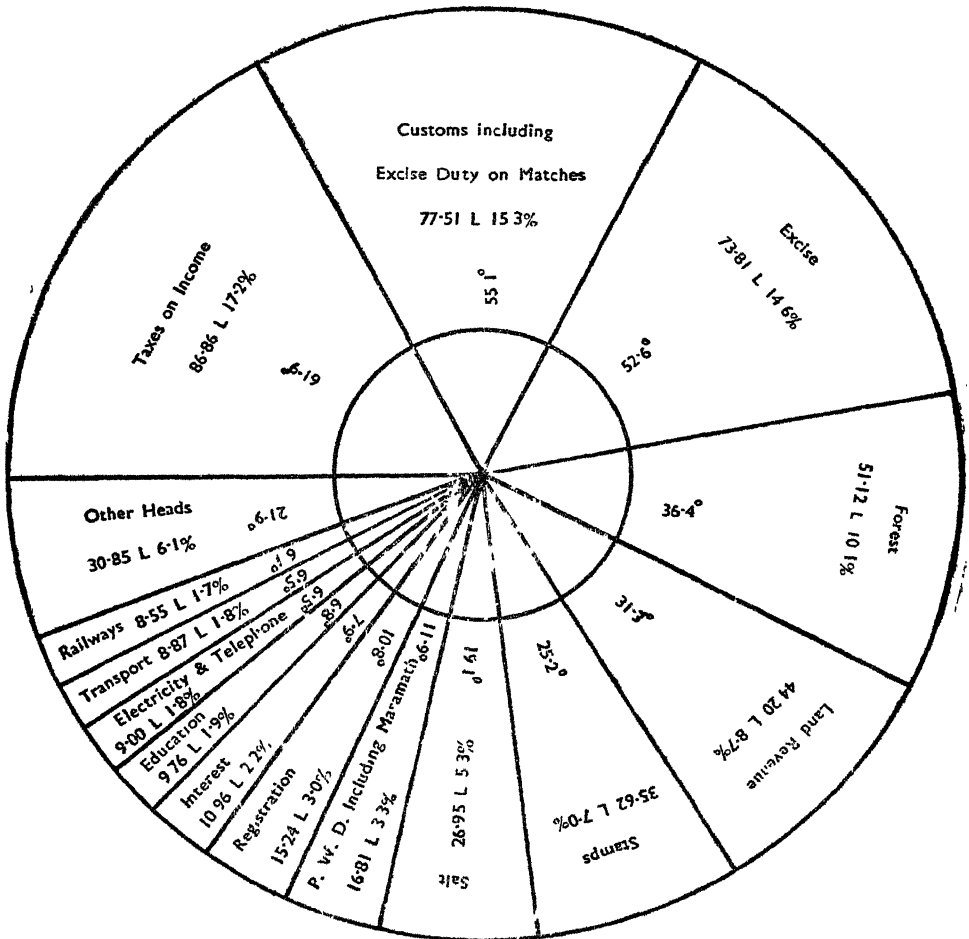 Customs including
Excise Duty on Matches
77·51 L 15 3%
55 1°
Excise
73·81 L 14 6%
52·6°
Forest
51·12 L 10 1%
36·4°
Land Revenue
44 20 L 8·7%
31·3°
Stamps
35·62 L 7·0%
25·2°
Salt
26·95 L 5 3%
19 1°
P. W. D. Including Maramath
16·81 L 3 3%
11·9°
Registration
15·24 L 3·0%
10·8°
Interest
10 96 L 2 2%
7·9°
Education
9 76 L 1·9%
6·8°
Electricity & Telephone
9·00 L 1·8%
6·5°
Transport 8·87 L 1·8%
6·5°
Railways 8·55 L 1·7%
6 1°
Other Heads
30·85 L 6·1%
21·9°
Taxes on Income
86·86 L 17·2%
61·9°